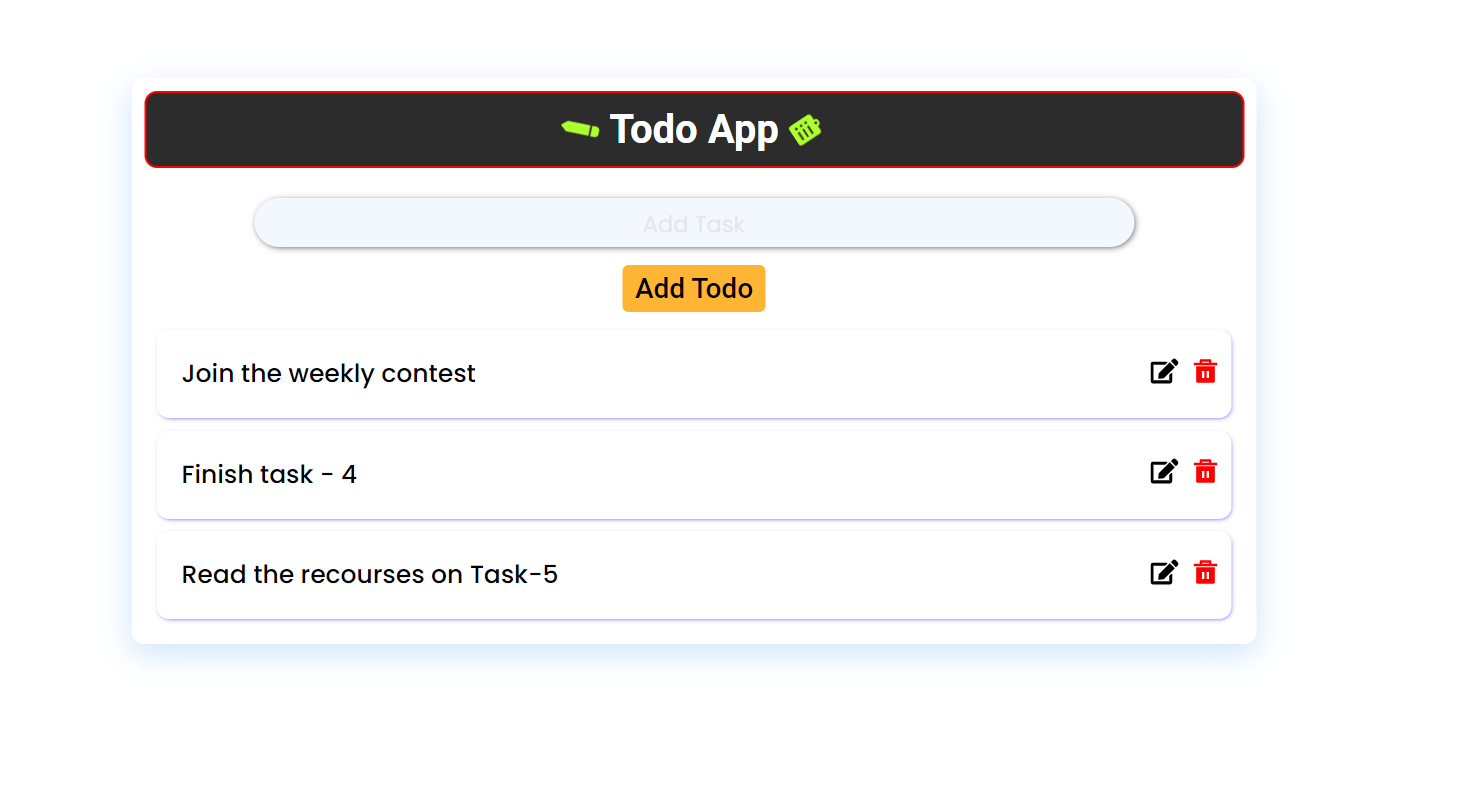 Todo App
Add Task
Add Todo
Join the weekly contest
Finish task - 4
Read the recourses on Task-5